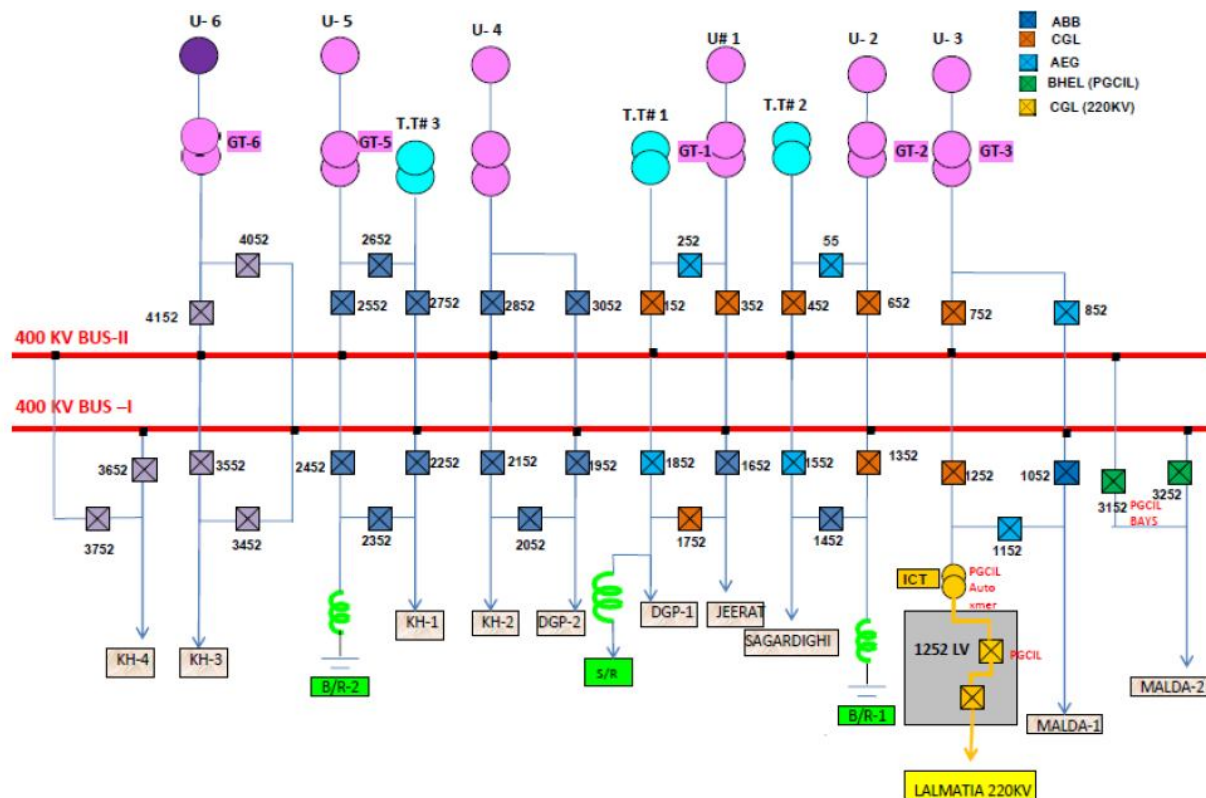 U- 6
U- 5
U- 4
U# 1
U- 2
U- 3
ABB
CGL
AEG
BHEL (PGCIL)
CGL (220KV)
T.T# 3
T.T# 1
T.T# 2
GT-6
GT-5
GT-1
GT-2
GT-3
4052
2652
252
55
4152
2552
2752
2852
3052
152
352
452
652
752
852
400 KV BUS-II
400 KV BUS –I
3652
3552
2452
2252
2152
1952
1852
1652
1552
1352
1252
1052
3152
3252
PGCIL
BAYS
3752
3452
2352
2052
1752
1452
1152
ICT
PGCIL
Auto
xmer
KH-4
KH-3
B/R-2
KH-1
KH-2
DGP-2
S/R
DGP-1
JEERAT
SAGARDIGHI
B/R-1
1252 LV
PGCIL
MALDA-1
MALDA-2
LALMATIA 220KV